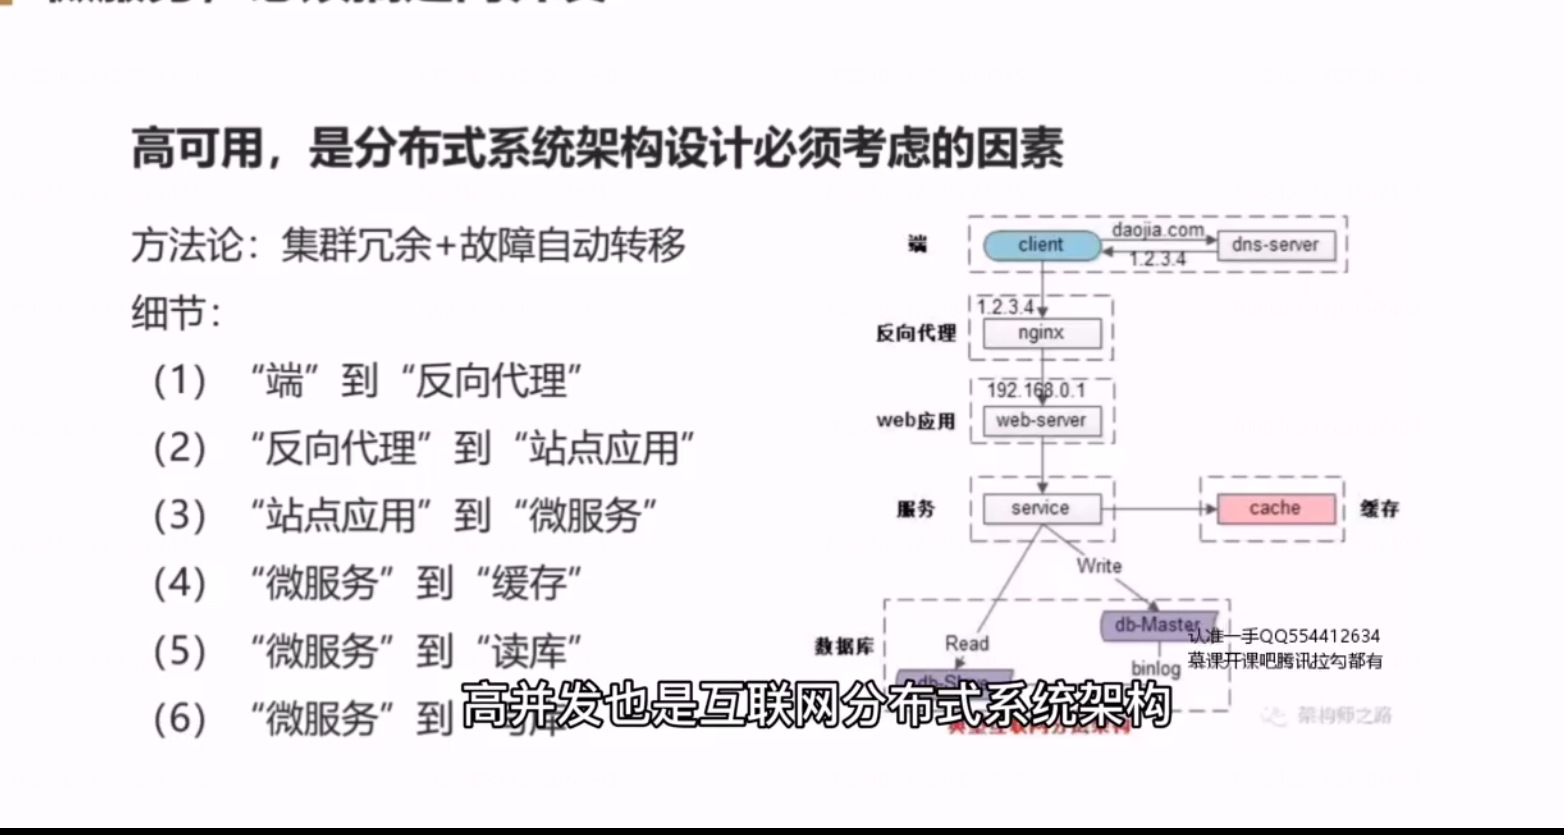 高可用，是分布式系统架构设计必须考虑的因素
方法论：集群冗余+故障自动转移
细节：
（1）“端”到“反向代理”
（2）“反向代理”到“站点应用”
（3）“站点应用”到“微服务”
（4）“微服务”到“缓存”
（5）“微服务”到“读库”
（6）“微服务”到
端
client
daojia.com
1.2.3.4
dns-server
1.2.3.4
反向代理
nginx
192.168.0.1
web应用
web-server
服务
service
cache
缓存
Write
数据库
Read
db-Master
binlog
认准一手QQ554412634
慕课开课吧腾讯拉勾都有
高并发也是互联网分布式系统架构
架构师之路